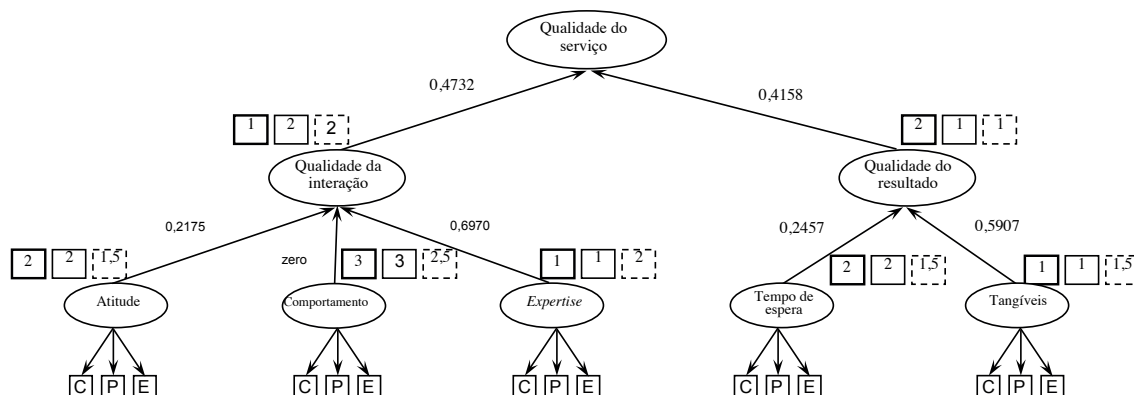 Qualidade do
serviço
0,4732
0,4158
1 2 2
2 1 1
Qualidade da
interação
Qualidade do
resultado
0,2175
zero
0,6970
0,2457
0,5907
2 2 1,5
3 3 2,5
1 1 2
2 2 1,5
1 1 1,5
Atitude
Comportamento
Expertise
Tempo de
espera
Tangíveis
C P E
C P E
C P E
C P E
C P E